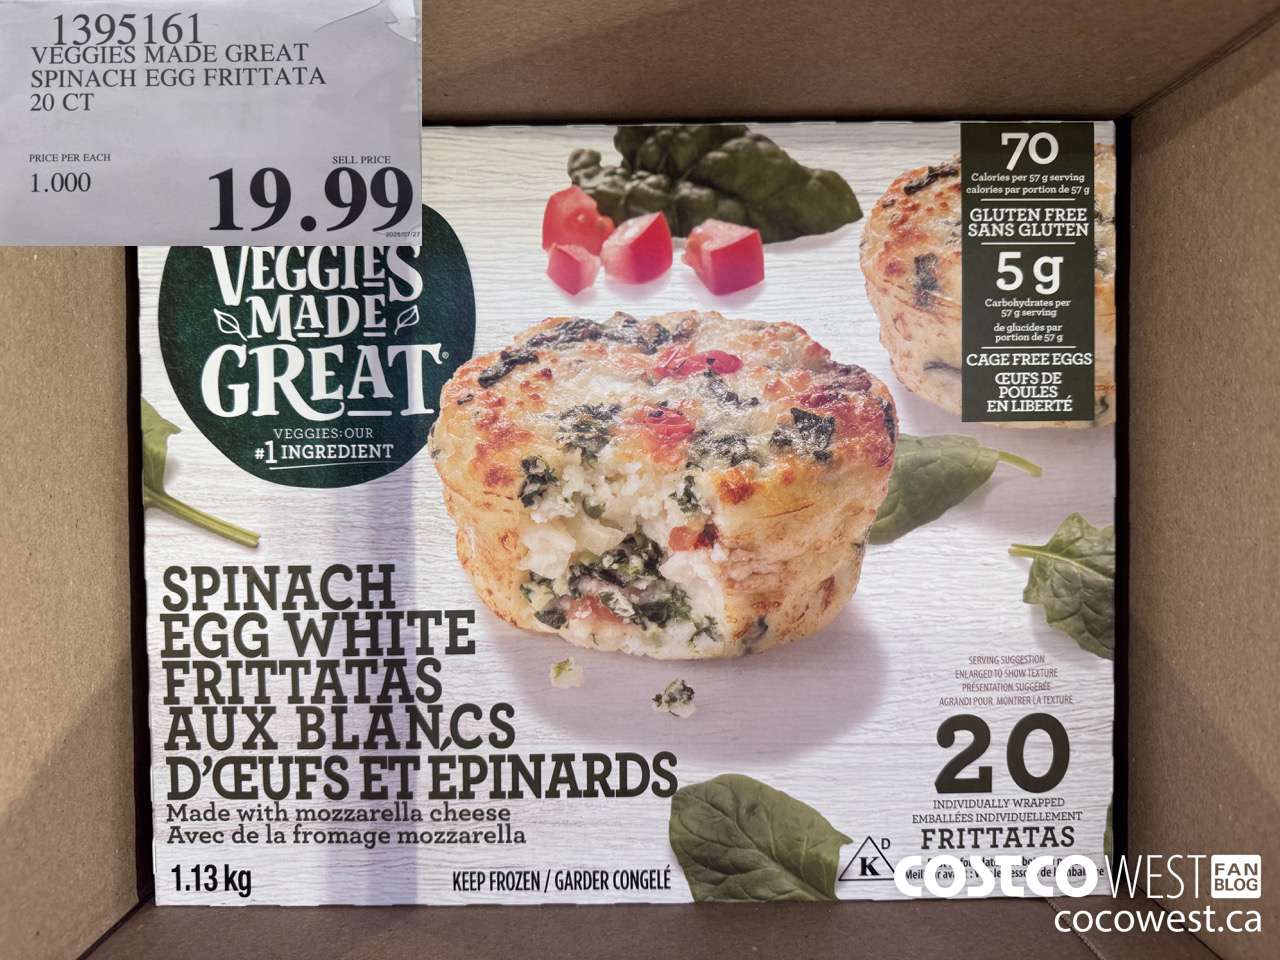 1395161
VEGGIES MADE GREAT
SPINACH EGG FRITTATA
20 CT
PRICE PER EACH
1.000
SELL PRICE
19.99
2026/07/27
VEGGIES
MADE
GREAT®
VEGGIES: OUR
#1 INGREDIENT
70
Calories per 57 g serving
calories par portion de 57 g
GLUTEN FREE
SANS GLUTEN
5 g
Carbohydrates per
57 g serving
de glucides par
portion de 57 g
CAGE FREE EGGS
ŒUFS DE
POULES
EN LIBERTÉ
SPINACH
EGG WHITE
FRITTATAS
AUX BLANCS
D'ŒUFS ET ÉPINARDS
Made with mozzarella cheese
Avec de la fromage mozzarella
1.13 kg
KEEP FROZEN / GARDER CONGELÉ
SERVING SUGGESTION
ENLARGED TO SHOW TEXTURE
PRÉSENTATION SUGGÉRÉE
AGRANDI POUR MONTRER LA TEXTURE
20
INDIVIDUALLY WRAPPED
EMBALLÉES INDIVIDUELLEMENT
FRITTATAS
K D
COSTCO WEST FAN BLOG
cocowest.ca